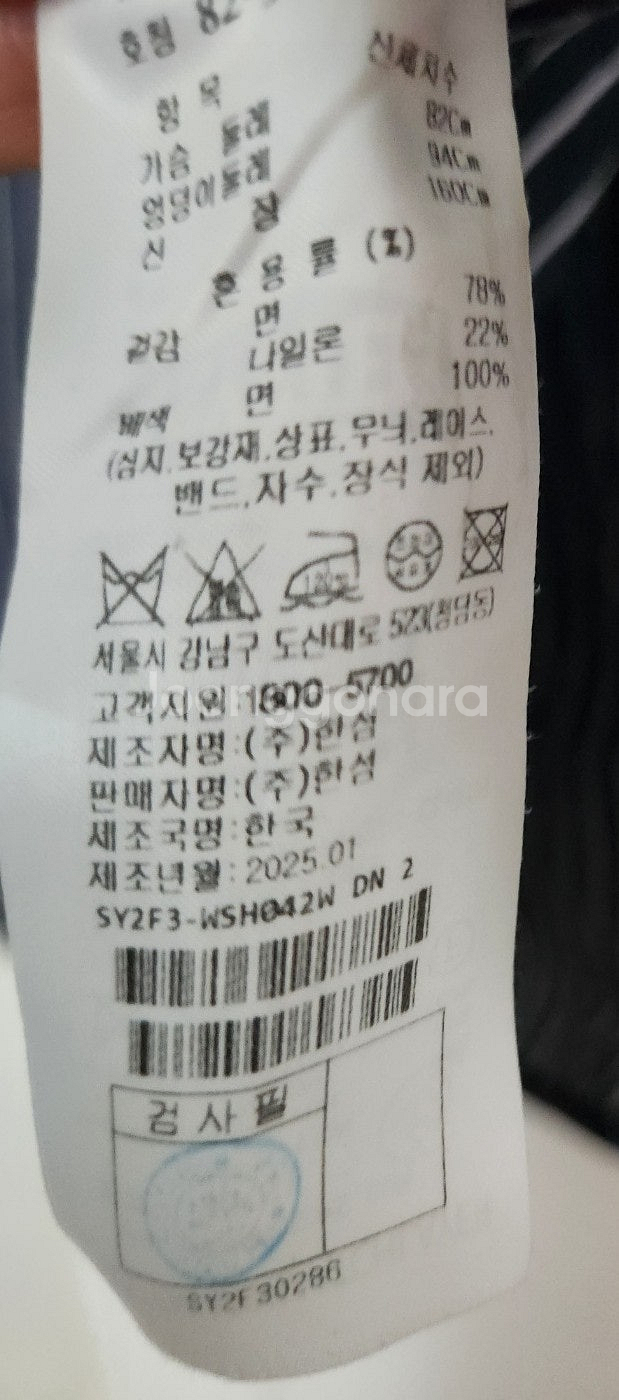 호칭 82
항 목 신체치수
가슴 둘레 82Cm
엉덩이둘레 94Cm
신 장 160Cm
혼 용 률 (%)
겉감 면 78%
나일론 22%
배색 면 100%
(심지.보강재.상표.무늬.레이스.
밴드.자수.장식 제외)
서울시 강남구 도산대로 523(청담동)
고객지원:1800-5700
제조자명:(주)한섬
판매자명:(주)한섬
제조국명:한국
제조년월:2025.01
SY2F3-WSH042W DN 2
검사필
SY2F30286